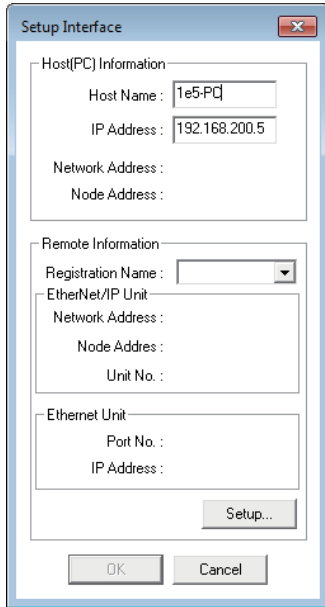 Setup Interface
Host(PC) Information
Host Name : 1e5-PC
IP Address : 192.168.200.5
Network Address :
Node Address :
Remote Information
Registration Name :
EtherNet/IP Unit
Network Address :
Node Addres :
Unit No. :
Ethernet Unit
Port No. :
IP Address :
Setup...
OK Cancel